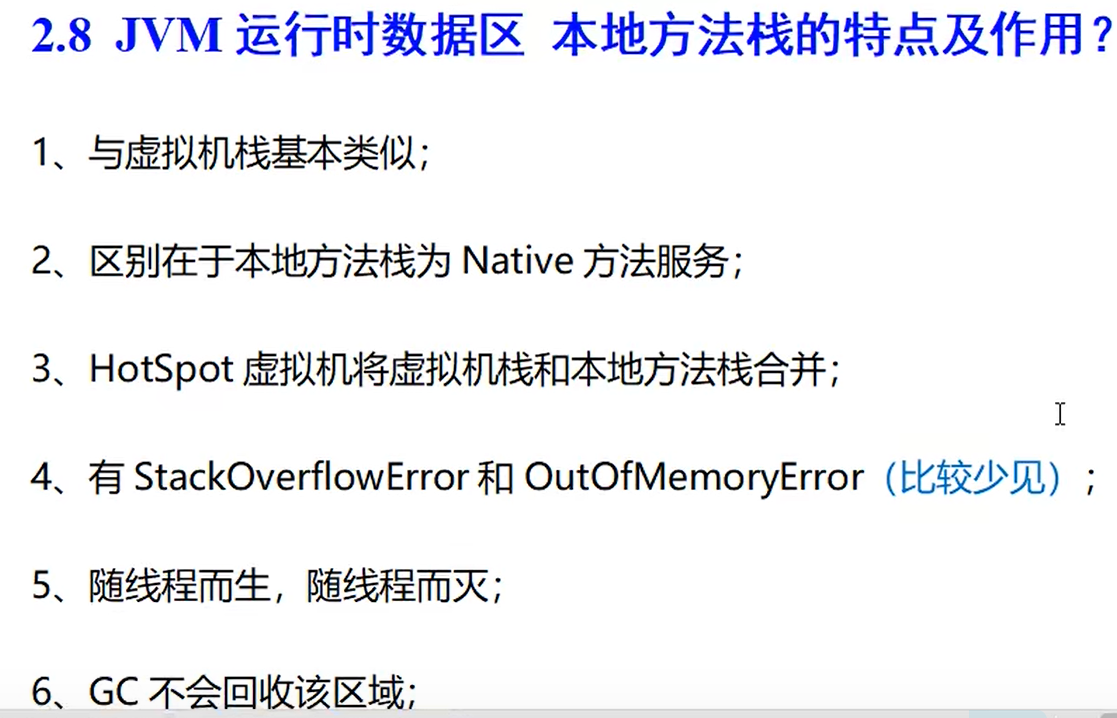 2.8 JVM 运行时数据区 本地方法栈的特点及作用？
1、与虚拟机栈基本类似；
2、区别在于本地方法栈为 Native 方法服务；
3、HotSpot 虚拟机将虚拟机栈和本地方法栈合并；
4、有 StackOverflowError 和 OutOfMemoryError（比较少见）；
5、随线程而生，随线程而灭；
6、GC 不会回收该区域；